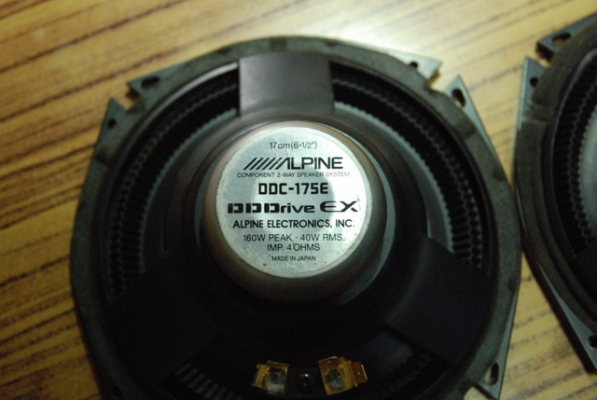 17cm(6-1/2")
ALPINE
COMPONENT 2-WAY SPEAKER SYSTEM
DDC-175E
DDDrive EX
ALPINE ELECTRONICS, INC.
160W PEAK · 40W RMS.
IMP. 4 OHMS
MADE IN JAPAN